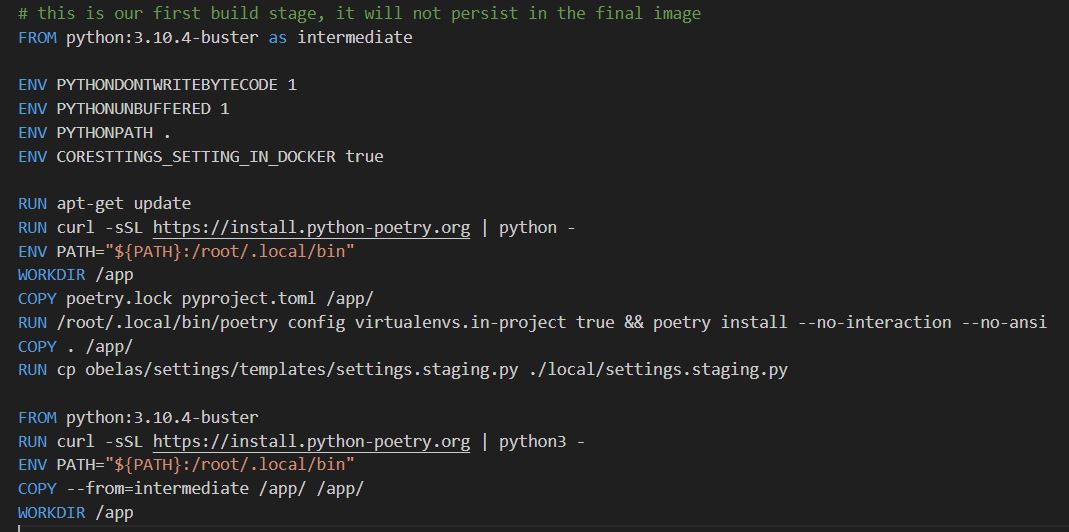 # this is our first build stage, it will not persist in the final image
FROM python:3.10.4-buster as intermediate
ENV PYTHONDONTWRITEBYTECODE 1
ENV PYTHONUNBUFFERED 1
ENV PYTHONPATH .
ENV CORESTTINGS_SETTING_IN_DOCKER true
RUN apt-get update
RUN curl -sSL https://install.python-poetry.org | python -
ENV PATH="${PATH}:/root/.local/bin"
WORKDIR /app
COPY poetry.lock pyproject.toml /app/
RUN /root/.local/bin/poetry config virtualenvs.in-project true && poetry install --no-interaction --no-ansi
COPY . /app/
RUN cp obelas/settings/templates/settings.staging.py ./local/settings.staging.py
FROM python:3.10.4-buster
RUN curl -sSL https://install.python-poetry.org | python3 -
ENV PATH="${PATH}:/root/.local/bin"
COPY --from=intermediate /app/ /app/
WORKDIR /app